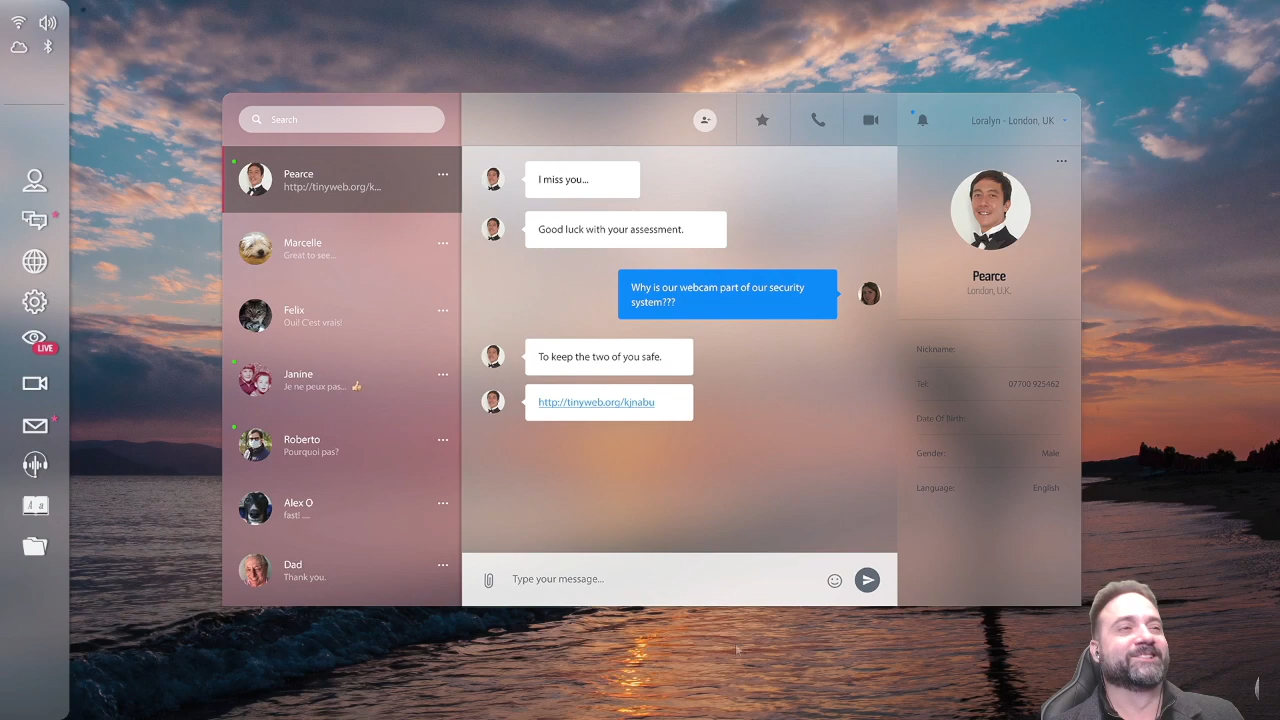 Search
Loralyn - London, UK
Pearce
http://tinyweb.org/k...
Marcelle
Great to see...
Felix
Oui! C'est vrai!
LIVE
Janine
Je ne peux pas... 👍
Roberto
Pourquoi pas?
Aa
Alex O
fast! ....
Dad
Thank you.
I miss you...
Good luck with your assessment.
Why is our webcam part of our security
system???
To keep the two of you safe.
http://tinyweb.org/kjnabu
Type your message...
Pearce
London, U.K.
Nickname:
Tel: 07700 925462
Date Of Birth:
Gender: Male
Language: English